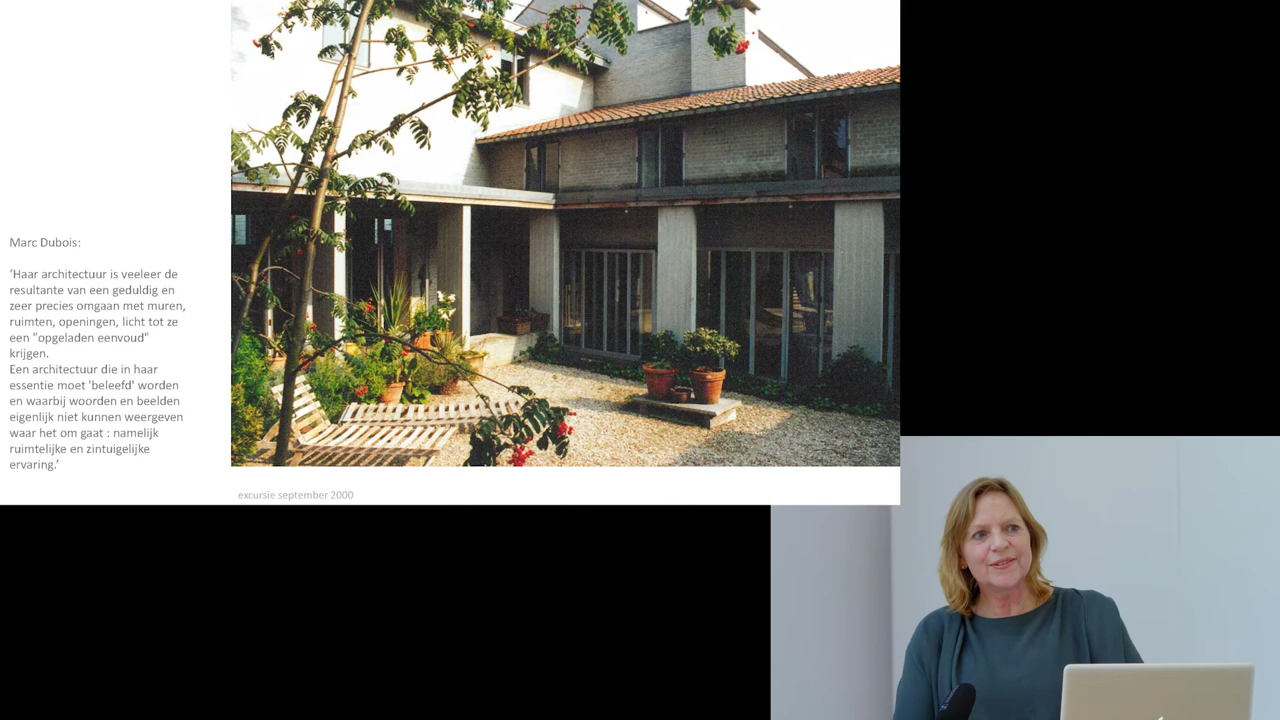 Marc Dubois:
‘Haar architectuur is veeleer de
resultante van een geduldig en
zeer precies omgaan met muren,
ruimten, openingen, licht tot ze
een "opgeladen eenvoud"
krijgen.
Een architectuur die in haar
essentie moet 'beleefd' worden
en waarbij woorden en beelden
eigenlijk niet kunnen weergeven
waar het om gaat : namelijk
ruimtelijke en zintuigelijke
ervaring.’
excursie september 2000